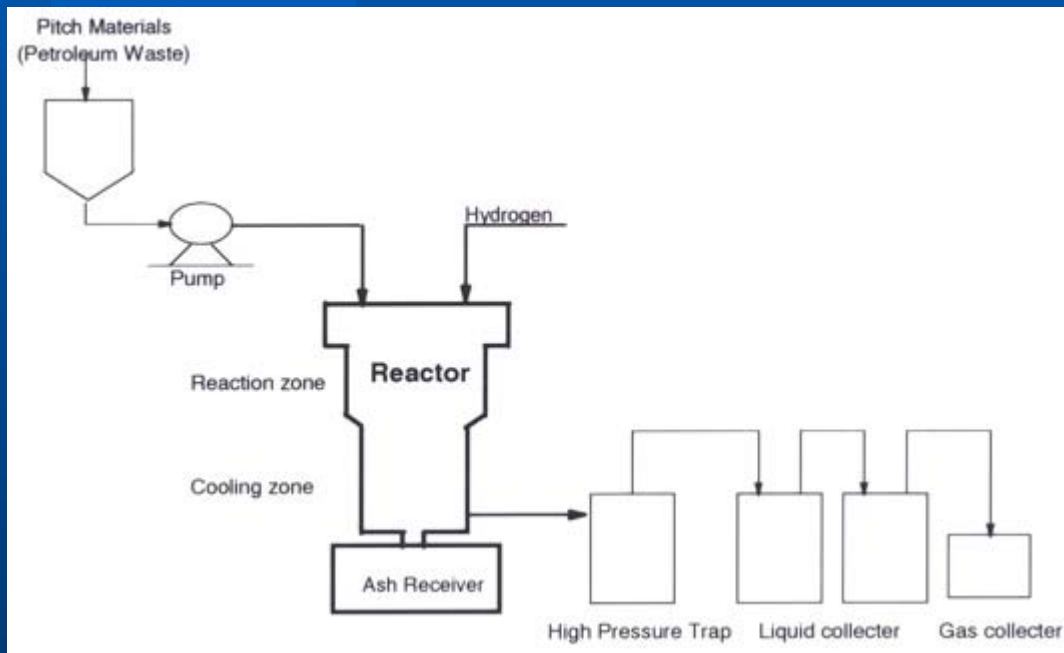 Pitch Materials
(Petroleum Waste)
Hydrogen
Pump
Reactor
Reaction zone
Cooling zone
Ash Receiver
High Pressure Trap
Liquid collecter
Gas collecter